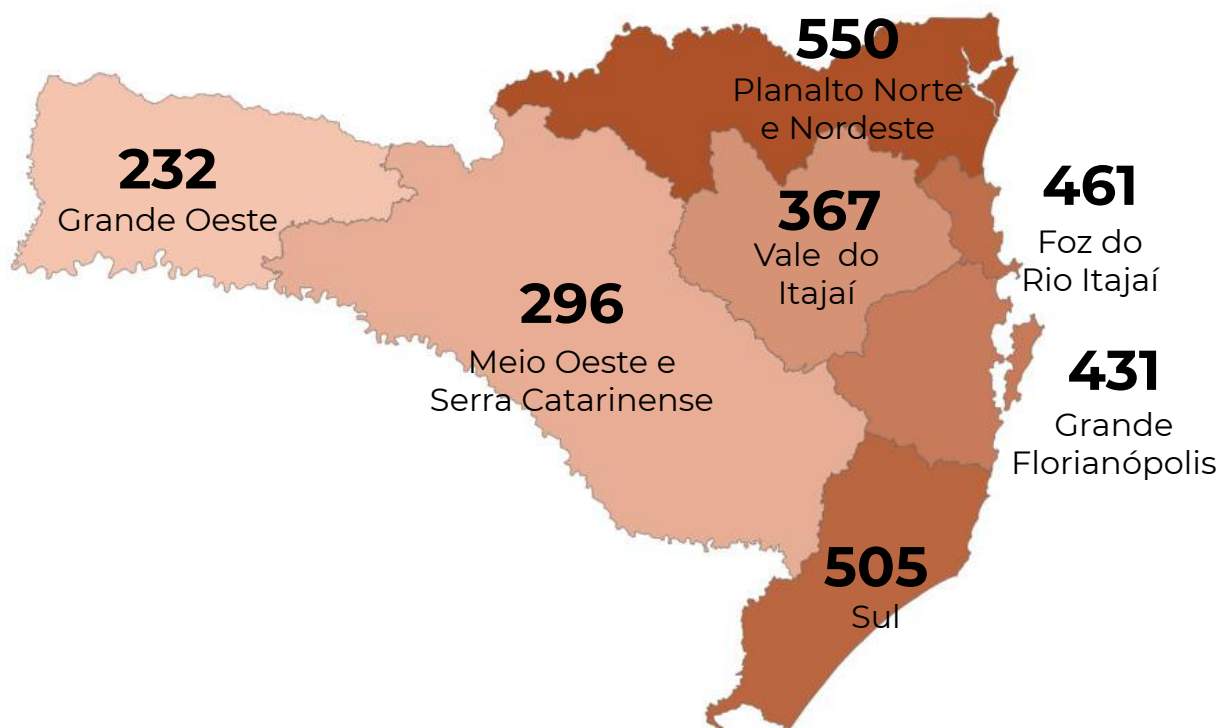 550
Planalto Norte
e Nordeste
232
Grande Oeste
367
Vale do
Itajaí
461
Foz do
Rio Itajaí
296
Meio Oeste e
Serra Catarinense
431
Grande
Florianópolis
505
Sul